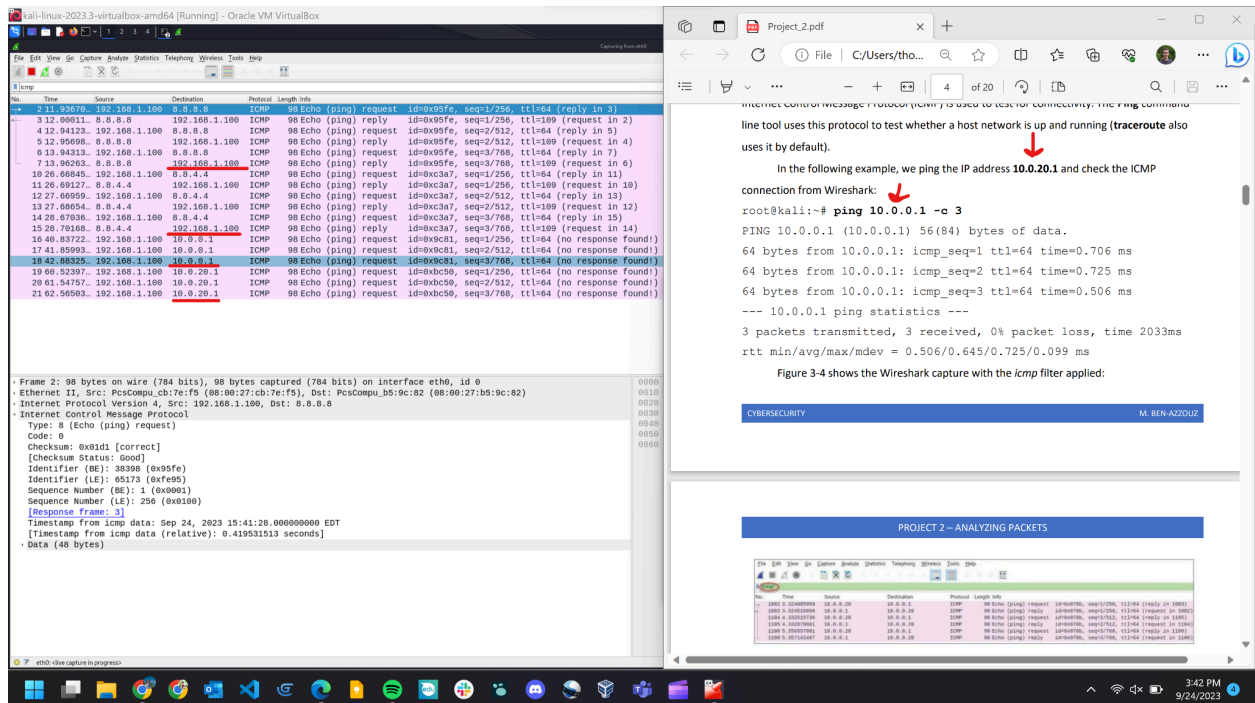 kali-linux-2023.3-virtualbox-amd64 [Running] - Oracle VM VirtualBox
1 2 3 4
Capturing from eth0
File Edit View Go Capture Analyze Statistics Telephony Wireless Tools Help
icmp
No. Time Source Destination Protocol Length Info
2 11.93670… 192.168.1.100 8.8.8.8 ICMP 98 Echo (ping) request id=0x95fe, seq=1/256, ttl=64 (reply in 3)
3 12.00011… 8.8.8.8 192.168.1.100 ICMP 98 Echo (ping) reply id=0x95fe, seq=1/256, ttl=109 (request in 2)
4 12.94123… 192.168.1.100 8.8.8.8 ICMP 98 Echo (ping) request id=0x95fe, seq=2/512, ttl=64 (reply in 5)
5 12.95698… 8.8.8.8 192.168.1.100 ICMP 98 Echo (ping) reply id=0x95fe, seq=2/512, ttl=109 (request in 4)
6 13.94313… 192.168.1.100 8.8.8.8 ICMP 98 Echo (ping) request id=0x95fe, seq=3/768, ttl=64 (reply in 7)
7 13.96263… 8.8.8.8 192.168.1.100 ICMP 98 Echo (ping) reply id=0x95fe, seq=3/768, ttl=109 (request in 6)
10 26.66845… 192.168.1.100 8.8.4.4 ICMP 98 Echo (ping) request id=0xc3a7, seq=1/256, ttl=64 (reply in 11)
11 26.69127… 8.8.4.4 192.168.1.100 ICMP 98 Echo (ping) reply id=0xc3a7, seq=1/256, ttl=109 (request in 10)
12 27.66959… 192.168.1.100 8.8.4.4 ICMP 98 Echo (ping) request id=0xc3a7, seq=2/512, ttl=64 (reply in 13)
13 27.68654… 8.8.4.4 192.168.1.100 ICMP 98 Echo (ping) reply id=0xc3a7, seq=2/512, ttl=109 (request in 12)
14 28.67036… 192.168.1.100 8.8.4.4 ICMP 98 Echo (ping) request id=0xc3a7, seq=3/768, ttl=64 (reply in 15)
15 28.70168… 8.8.4.4 192.168.1.100 ICMP 98 Echo (ping) reply id=0xc3a7, seq=3/768, ttl=109 (request in 14)
16 40.83722… 192.168.1.100 10.0.0.1 ICMP 98 Echo (ping) request id=0x9c81, seq=1/256, ttl=64 (no response found!)
17 41.85993… 192.168.1.100 10.0.0.1 ICMP 98 Echo (ping) request id=0x9c81, seq=2/512, ttl=64 (no response found!)
18 42.88325… 192.168.1.100 10.0.0.1 ICMP 98 Echo (ping) request id=0x9c81, seq=3/768, ttl=64 (no response found!)
19 60.52397… 192.168.1.100 10.0.20.1 ICMP 98 Echo (ping) request id=0xbc50, seq=1/256, ttl=64 (no response found!)
20 61.54757… 192.168.1.100 10.0.20.1 ICMP 98 Echo (ping) request id=0xbc50, seq=2/512, ttl=64 (no response found!)
21 62.56503… 192.168.1.100 10.0.20.1 ICMP 98 Echo (ping) request id=0xbc50, seq=3/768, ttl=64 (no response found!)
Frame 2: 98 bytes on wire (784 bits), 98 bytes captured (784 bits) on interface eth0, id 0
Ethernet II, Src: PcsCompu_cb:7e:f5 (08:00:27:cb:7e:f5), Dst: PcsCompu_b5:9c:82 (08:00:27:b5:9c:82)
Internet Protocol Version 4, Src: 192.168.1.100, Dst: 8.8.8.8
Internet Control Message Protocol
Type: 8 (Echo (ping) request)
Code: 0
Checksum: 0x01d1 [correct]
[Checksum Status: Good]
Identifier (BE): 38398 (0x95fe)
Identifier (LE): 65173 (0xfe95)
Sequence Number (BE): 1 (0x0001)
Sequence Number (LE): 256 (0x0100)
[Response frame: 3]
Timestamp from icmp data: Sep 24, 2023 15:41:28.000000000 EDT
[Timestamp from icmp data (relative): 0.419531513 seconds]
Data (48 bytes)
0000
0010
0020
0030
0040
0050
0060
eth0: <live capture in progress>
Project_2.pdf
File C:/Users/tho...
4 of 20
Internet Control Message Protocol (ICMP) is used to test for connectivity. The Ping command
line tool uses this protocol to test whether a host network is up and running (traceroute also
uses it by default).
In the following example, we ping the IP address 10.0.20.1 and check the ICMP
connection from Wireshark:
root@kali:~# ping 10.0.0.1 -c 3
PING 10.0.0.1 (10.0.0.1) 56(84) bytes of data.
64 bytes from 10.0.0.1: icmp_seq=1 ttl=64 time=0.706 ms
64 bytes from 10.0.0.1: icmp_seq=2 ttl=64 time=0.725 ms
64 bytes from 10.0.0.1: icmp_seq=3 ttl=64 time=0.506 ms
--- 10.0.0.1 ping statistics ---
3 packets transmitted, 3 received, 0% packet loss, time 2033ms
rtt min/avg/max/mdev = 0.506/0.645/0.725/0.099 ms
Figure 3-4 shows the Wireshark capture with the icmp filter applied:
CYBERSECURITY M. BEN-AZZOUZ
PROJECT 2 – ANALYZING PACKETS
File Edit View Go Capture Analyze Statistics Telephony Wireless Tools Help
No. Time Source Destination Protocol Length Info
3:42 PM
9/24/2023
4